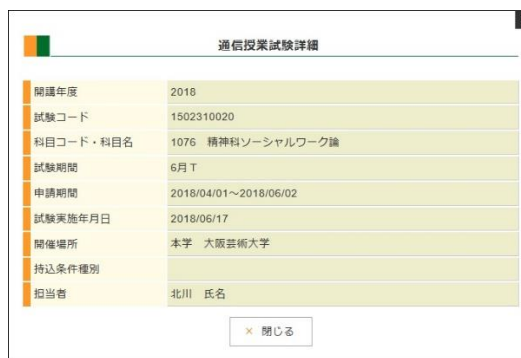 通信授業試験詳細
開講年度 2018
試験コード 1502310020
科目コード・科目名 1076 精神科ソーシャルワーク論
試験期間 6月T
申請期間 2018/04/01～2018/06/02
試験実施年月日 2018/06/17
開催場所 本学 大阪芸術大学
持込条件種別
担当者 北川 氏名
× 閉じる